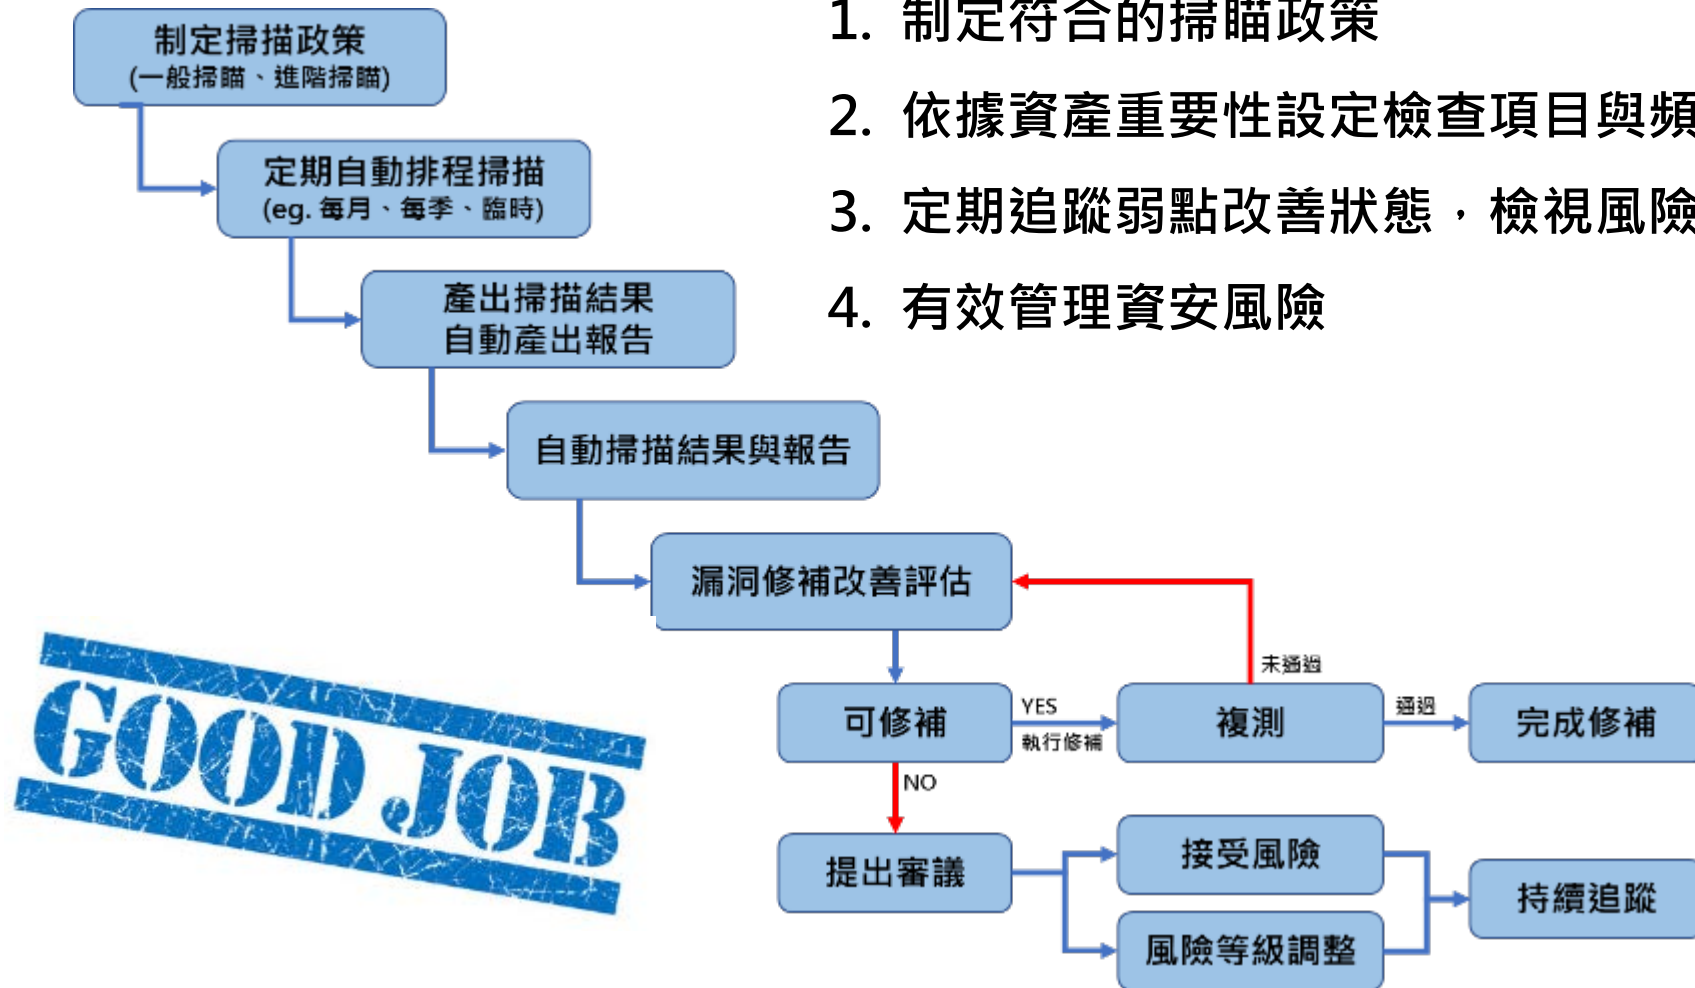 制定掃描政策
(一般掃瞄、進階掃瞄)
定期自動排程掃描
(eg. 每月、每季、臨時)
產出掃描結果
自動產出報告
自動掃描結果與報告
漏洞修補改善評估
可修補
YES
執行修補
複測
未通過
通過
完成修補
NO
提出審議
接受風險
風險等級調整
持續追蹤
1. 制定符合的掃瞄政策
2. 依據資產重要性設定檢查項目與頻
3. 定期追蹤弱點改善狀態，檢視風險
4. 有效管理資安風險
GOOD JOB